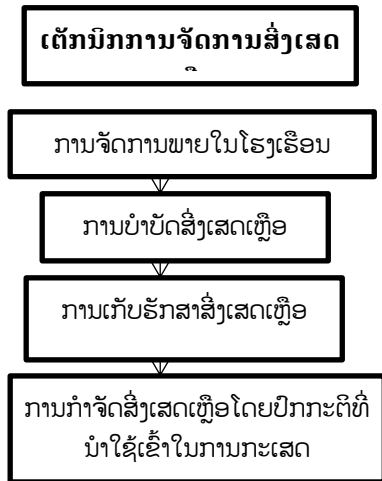 ເຕັກນິກການຈັດການສິ່ງເສດ
ການຈັດການພາຍໃນໂຮງເຮືອນ
ການບຳບັດສິ່ງເສດເຫຼືອ
ການເກັບຮັກສາສິ່ງເສດເຫຼືອ
ການກຳຈັດສິ່ງເສດເຫຼືອໂດຍປົກກະຕິທີ່
ນຳໃຊ້ເຂົ້າໃນການກະເສດ